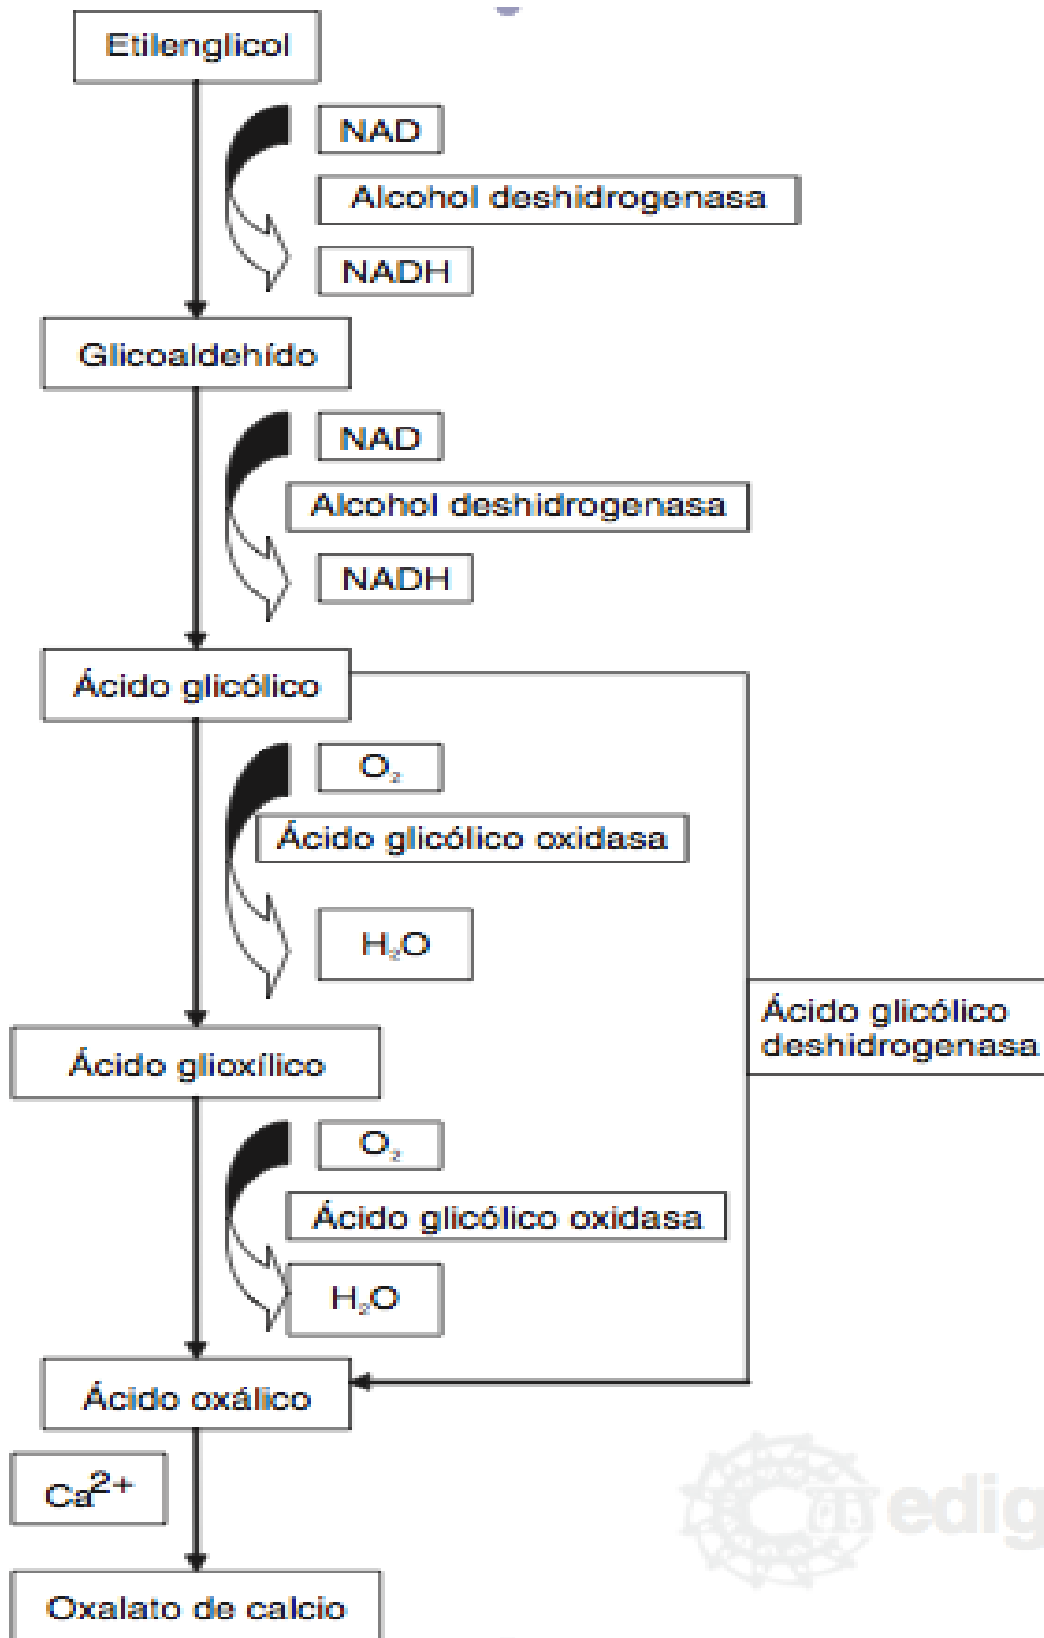 Etilenglicol
NAD
Alcohol deshidrogenasa
NADH
Glicoaldehído
NAD
Alcohol deshidrogenasa
NADH
Ácido glicólico
O₂
Ácido glicólico oxidasa
H₂O
Ácido glicólico
deshidrogenasa
Ácido glioxílico
O₂
Ácido glicólico oxidasa
H₂O
Ácido oxálico
Ca²⁺
edig
Oxalato de calcio